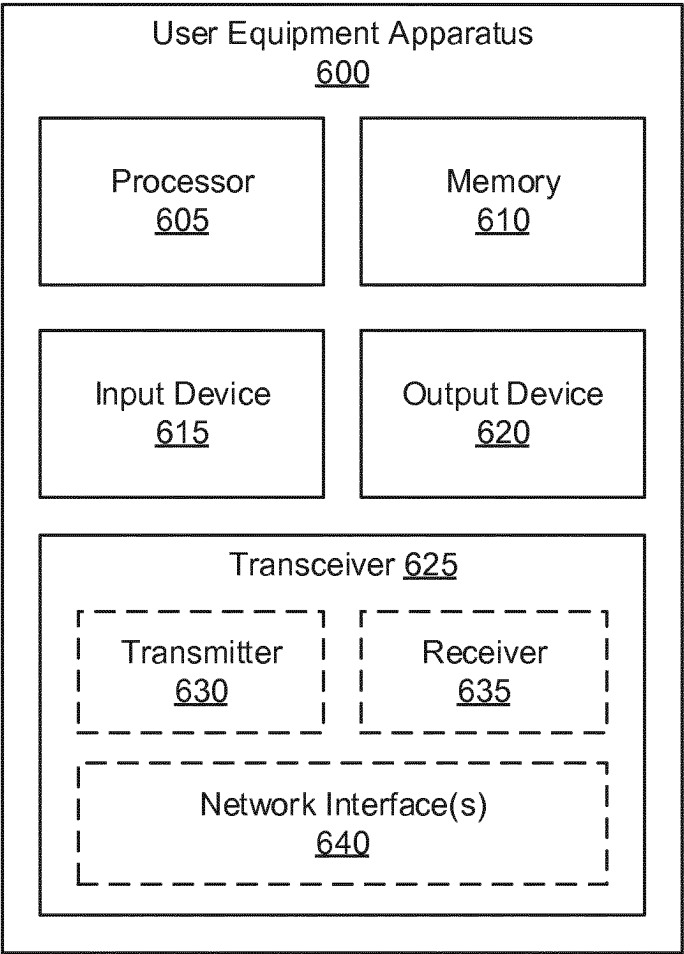 User Equipment Apparatus
600
Processor
605
Memory
610
Input Device
615
Output Device
620
Transceiver 625
Transmitter
630
Receiver
635
Network Interface(s)
640